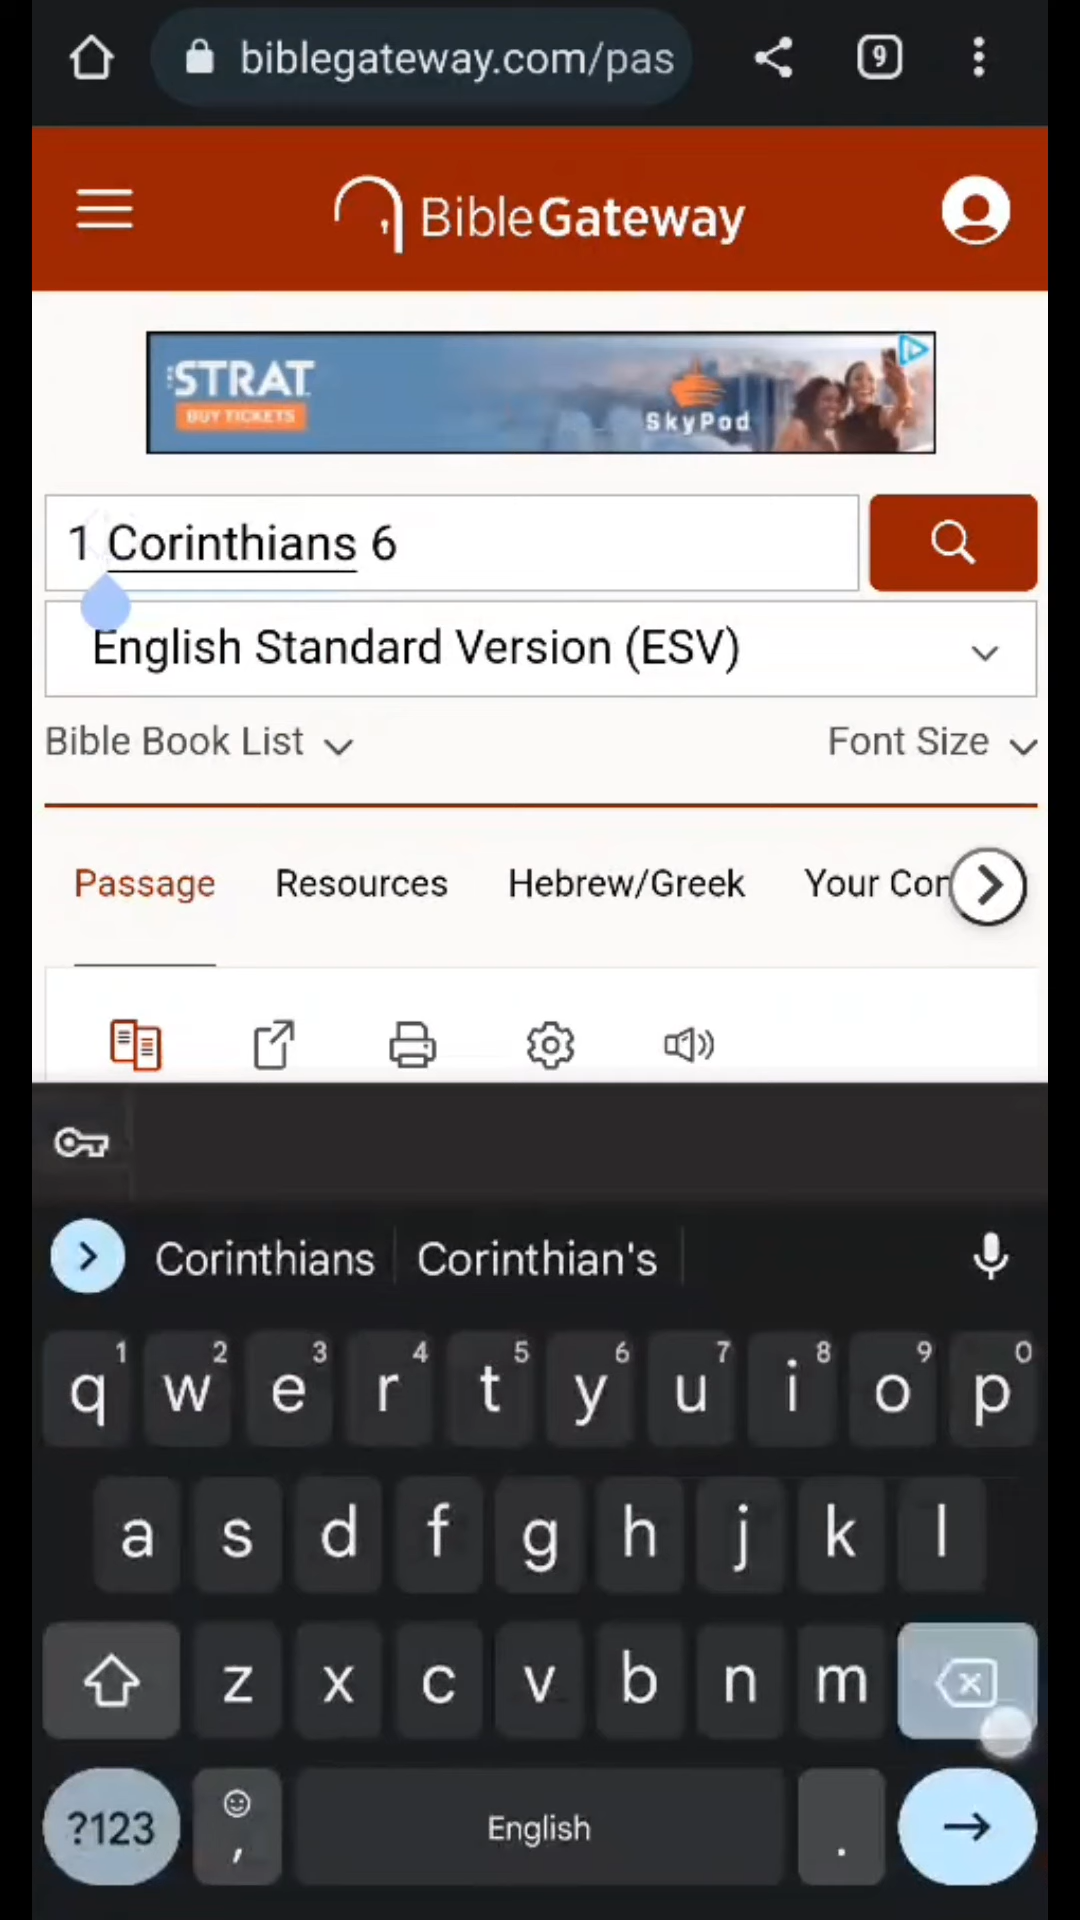 biblegateway.com/pas
9
BibleGateway
THE STRAT
BUY TICKETS
SkyPod
1 Corinthians 6
English Standard Version (ESV)
Bible Book List
Font Size
Passage Resources Hebrew/Greek Your Cor
Corinthians Corinthian's
1 2 3 4 5 6 7 8 9 0
q w e r t y u i o p
a s d f g h j k l
z x c v b n m
?123 , English .